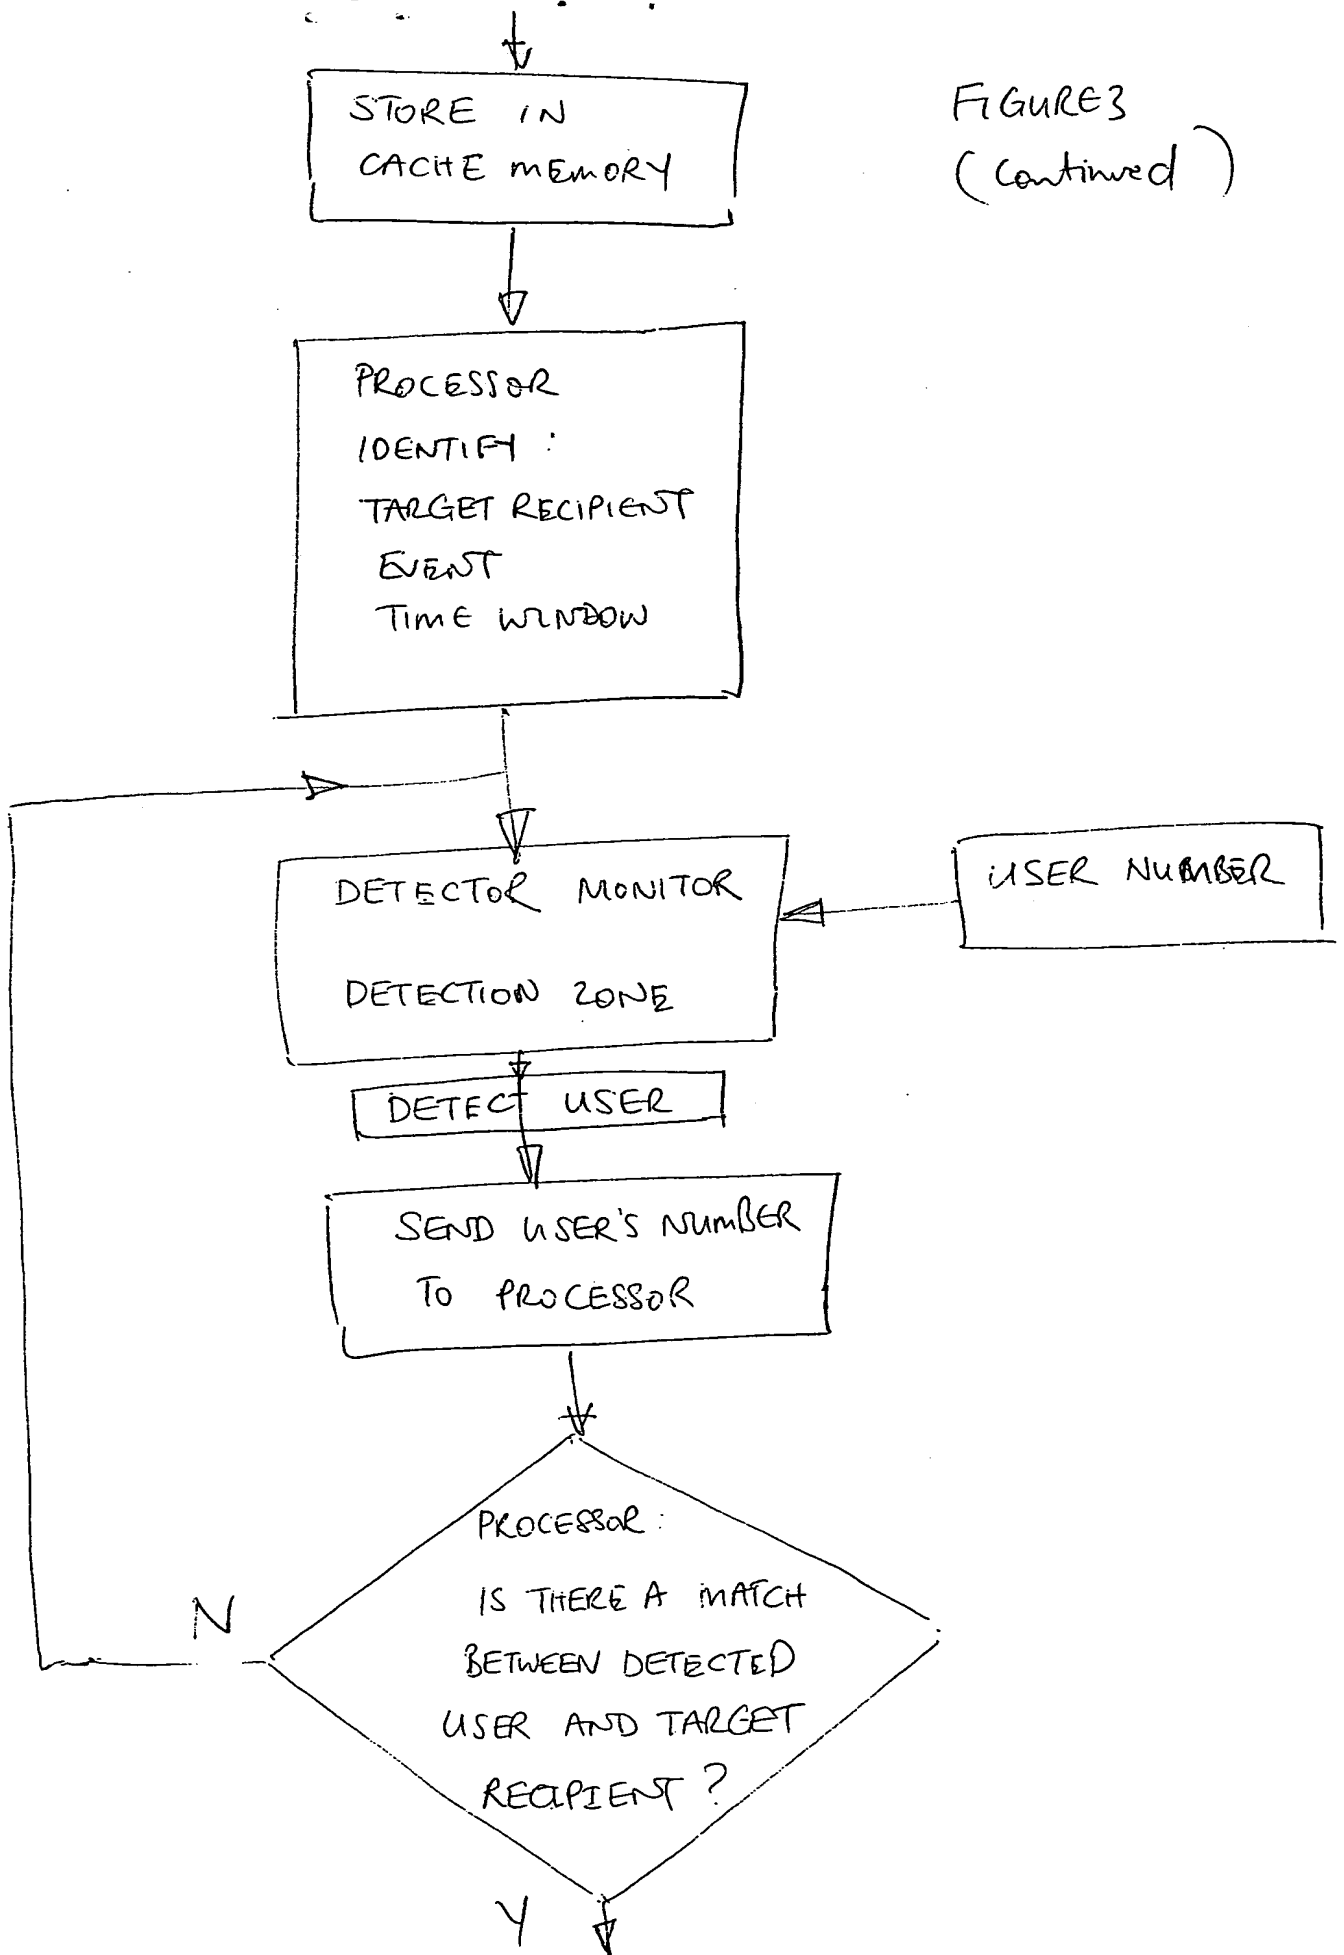 FIGURE3
(continued)
STORE IN
CACHE MEMORY
PROCESSOR
IDENTIFY :
TARGET RECIPIENT
EVENT
TIME WINDOW
DETECTOR MONITOR
DETECTION ZONE
USER NUMBER
DETECT USER
SEND USER'S NUMBER
TO PROCESSOR
PROCESSOR:
IS THERE A MATCH
BETWEEN DETECTED
USER AND TARGET
RECIPIENT?
N
Y